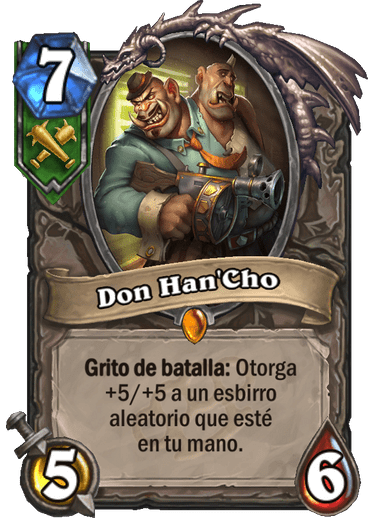 7
Don Han'Cho
Grito de batalla: Otorga
+5/+5 a un esbirro
aleatorio que esté
en tu mano.
5
6